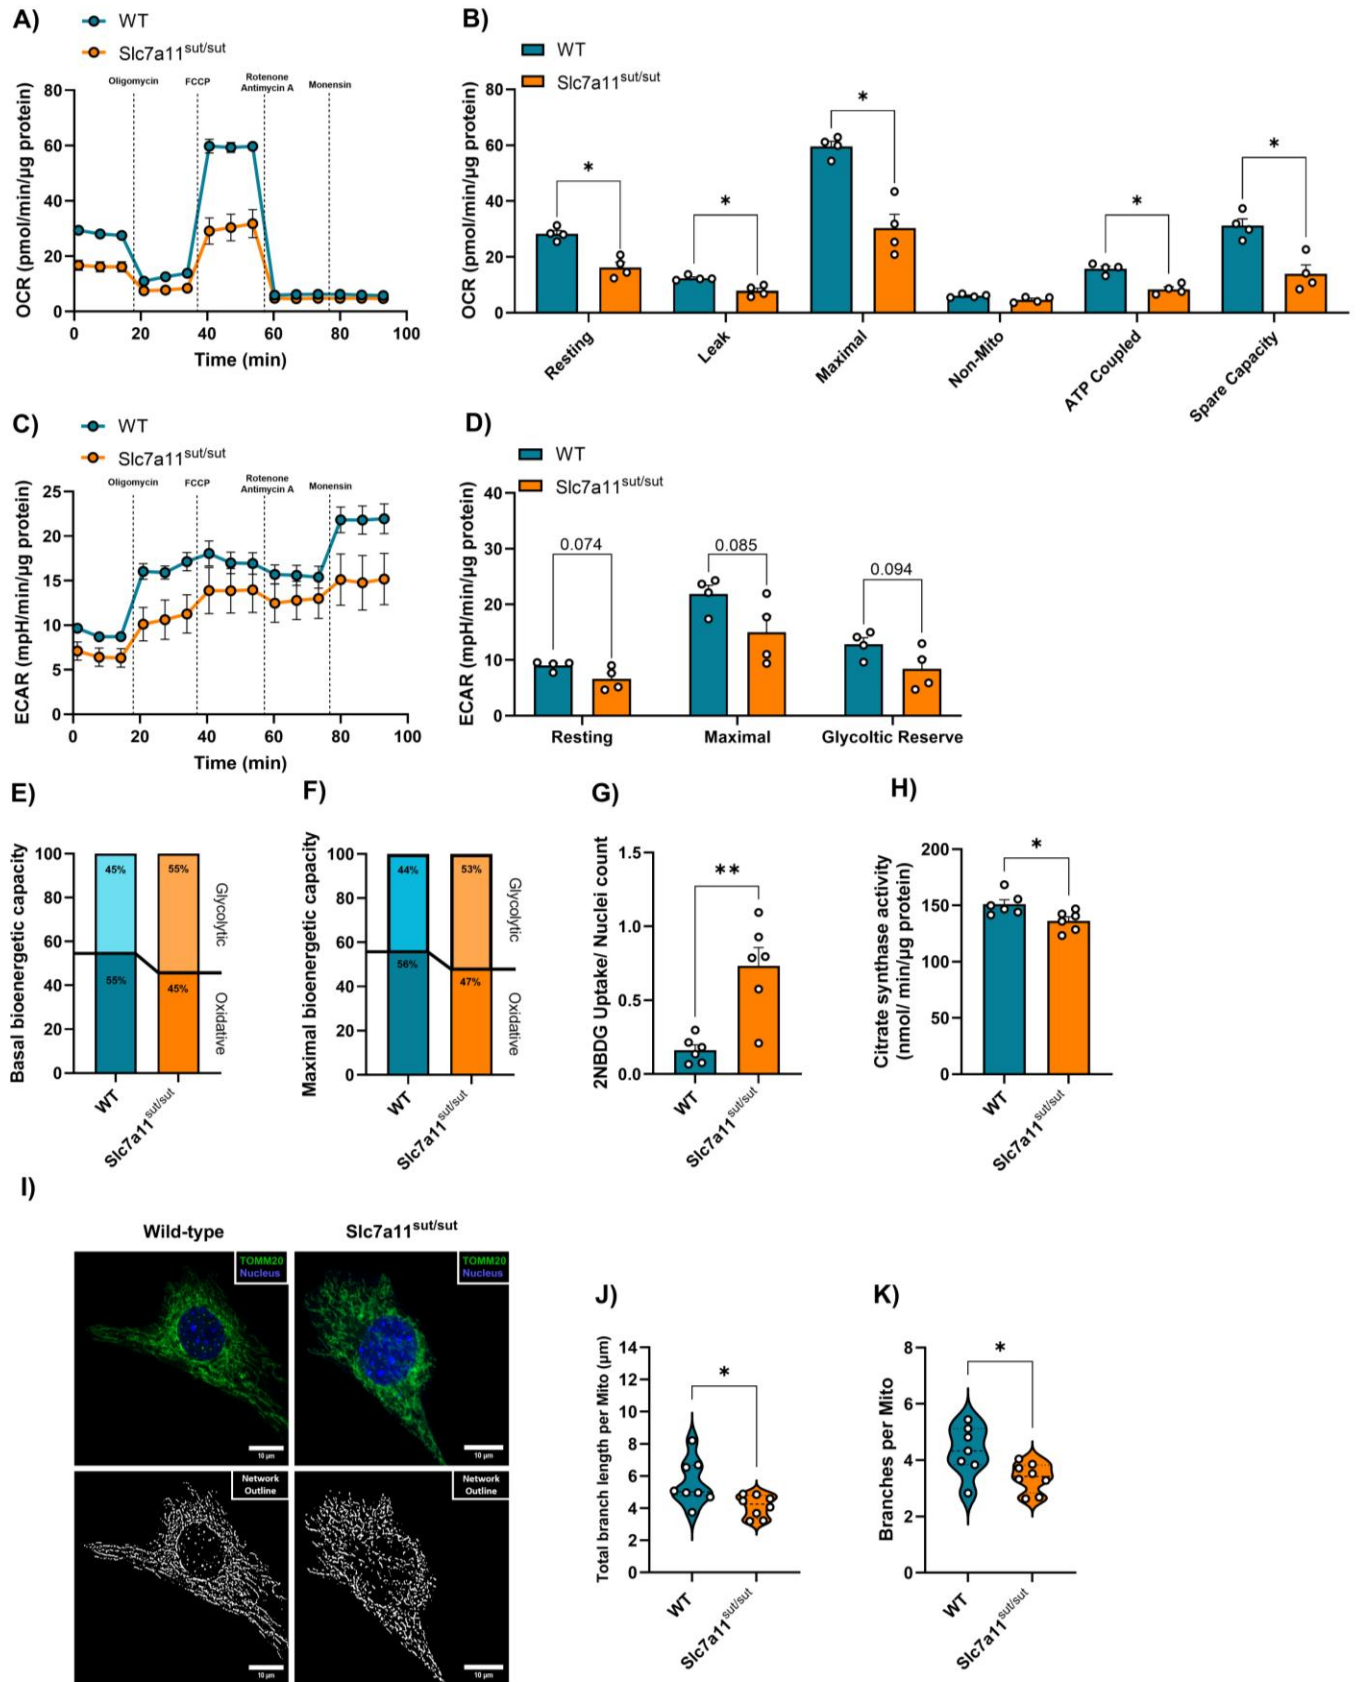 A)
WT
Slc7a11sut/sut
Oligomycin
FCCP
Rotenone
Antimycin A
Monensin
OCR (pmol/min/µg protein)
80
60
40
20
0
0 20 40 60 80 100
Time (min)
B)
WT
Slc7a11sut/sut
OCR (pmol/min/µg protein)
80
60
40
20
0
*
*
*
*
*
Resting
Leak
Maximal
Non-Mito
ATP Coupled
Spare Capacity
C)
WT
Slc7a11sut/sut
Oligomycin
FCCP
Rotenone
Antimycin A
Monensin
ECAR (mpH/min/µg protein)
25
20
15
10
5
0
0 20 40 60 80 100
Time (min)
D)
WT
Slc7a11sut/sut
ECAR (mpH/min/µg protein)
40
30
20
10
0
0.074
0.085
0.094
Resting
Maximal
Glycoltic Reserve
E)
Basal bioenergetic capacity
100
80
60
40
20
0
45%
55%
55%
45%
Glycolytic
Oxidative
WT
Slc7a11sut/sut
F)
Maximal bioenergetic capacity
100
80
60
40
20
0
44%
53%
56%
47%
Glycolytic
Oxidative
WT
Slc7a11sut/sut
G)
2NBDG Uptake/ Nuclei count
1.5
1.0
0.5
0.0
**
WT
Slc7a11sut/sut
H)
Citrate synthase activity
(nmol/ min/µg protein)
200
150
100
50
0
*
WT
Slc7a11sut/sut
I)
Wild-type
Slc7a11sut/sut
TOMM20
Nucleus
10 µm
TOMM20
Nucleus
10 µm
Network
Outline
10 µm
Network
Outline
10 µm
J)
Total branch length per Mito (µm)
14
12
10
8
6
4
2
0
*
WT
Slc7a11sut/sut
K)
Branches per Mito
8
6
4
2
0
*
WT
Slc7a11sut/sut